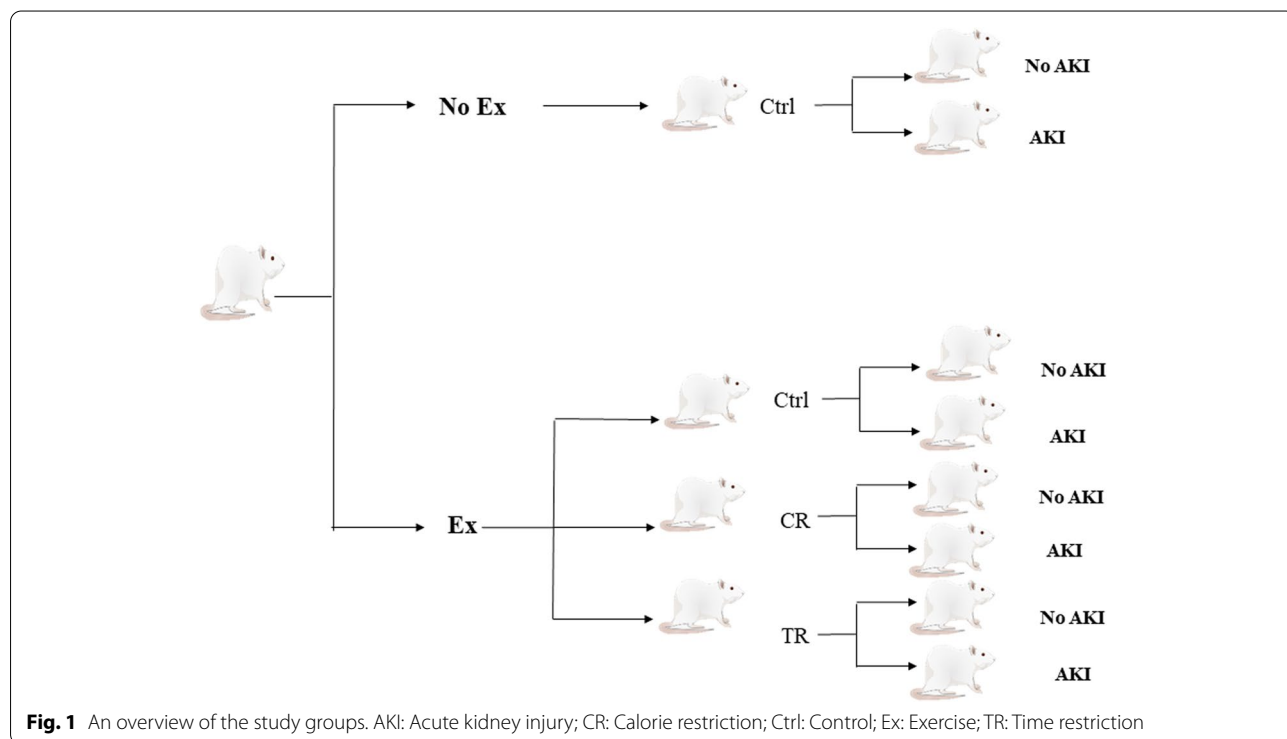 No AKI
No Ex
Ctrl
AKI
No AKI
Ctrl
AKI
No AKI
Ex
CR
AKI
No AKI
TR
AKI
Fig. 1 An overview of the study groups. AKI: Acute kidney injury; CR: Calorie restriction; Ctrl: Control; Ex: Exercise; TR: Time restriction